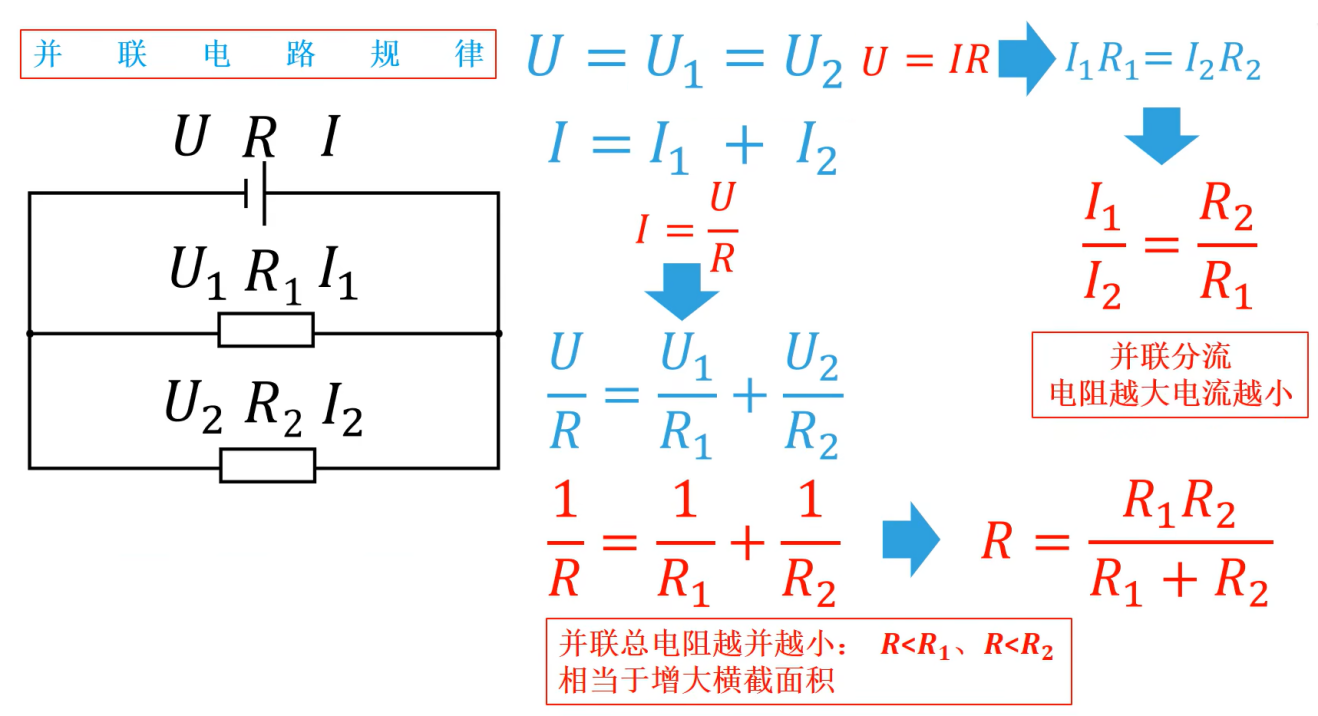 并 联 电 路 规 律
U = U₁ = U₂
U = IR
I₁R₁ = I₂R₂
U R I
I = I₁ + I₂
I = U/R
I₁/I₂ = R₂/R₁
U₁ R₁ I₁
U₂ R₂ I₂
U/R = U₁/R₁ + U₂/R₂
并联分流
电阻越大电流越小
1/R = 1/R₁ + 1/R₂
R = R₁R₂/(R₁ + R₂)
并联总电阻越并越小： R<R₁、R<R₂
相当于增大横截面积